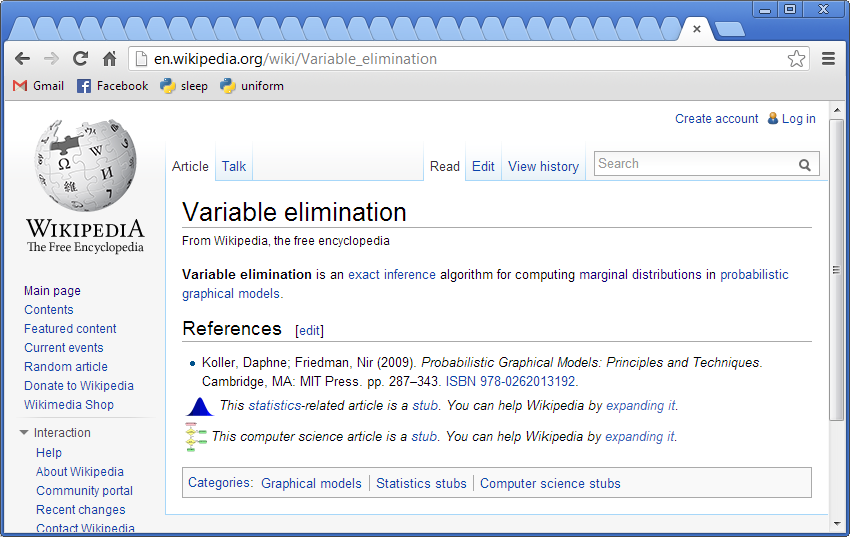 en.wikipedia.org/wiki/Variable_elimination
Gmail Facebook sleep uniform
Create account Log in
Article Talk Read Edit View history Search
WIKIPEDIA
The Free Encyclopedia
Variable elimination
From Wikipedia, the free encyclopedia
Variable elimination is an exact inference algorithm for computing marginal distributions in probabilistic
graphical models.
References [edit]
Koller, Daphne; Friedman, Nir (2009). Probabilistic Graphical Models: Principles and Techniques.
Cambridge, MA: MIT Press. pp. 287–343. ISBN 978-0262013192.
This statistics-related article is a stub. You can help Wikipedia by expanding it.
This computer science article is a stub. You can help Wikipedia by expanding it.
Categories: Graphical models Statistics stubs Computer science stubs
Main page
Contents
Featured content
Current events
Random article
Donate to Wikipedia
Wikimedia Shop
Interaction
Help
About Wikipedia
Community portal
Recent changes
Contact Wikipedia